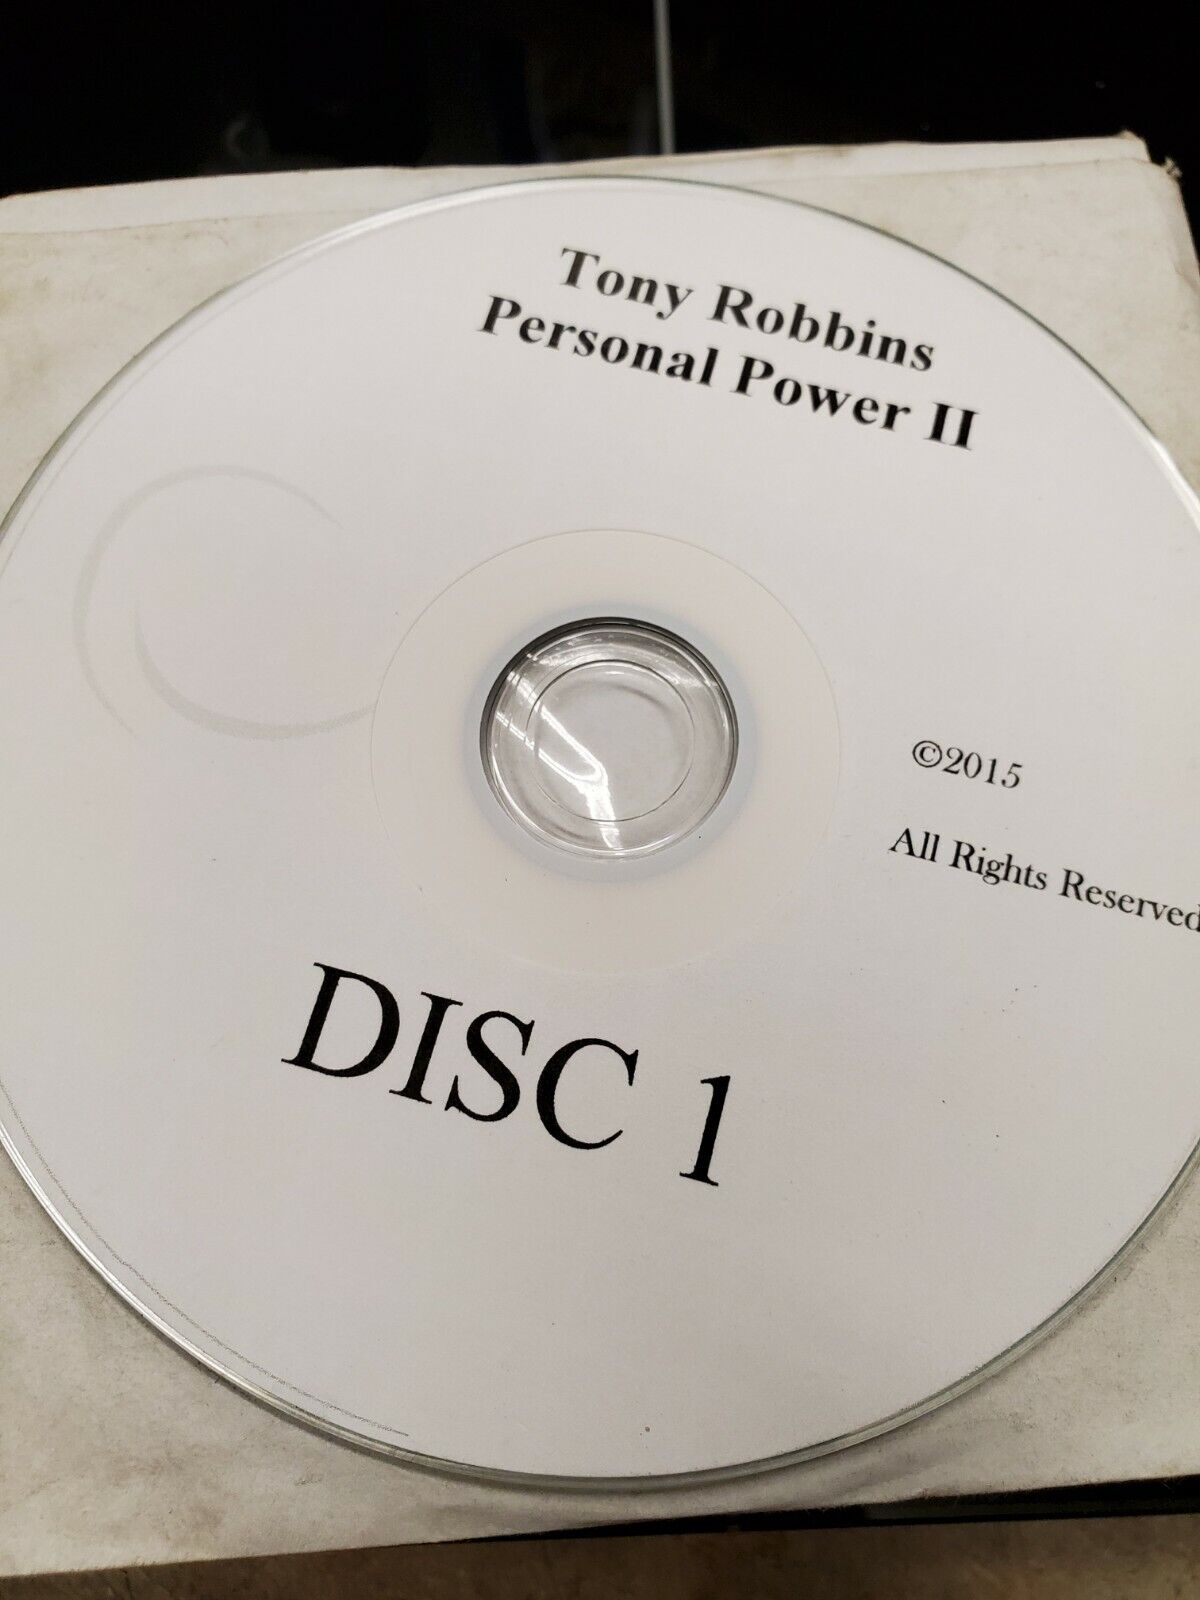 Tony Robbins
Personal Power II
©2015
All Rights Reserved
DISC 1